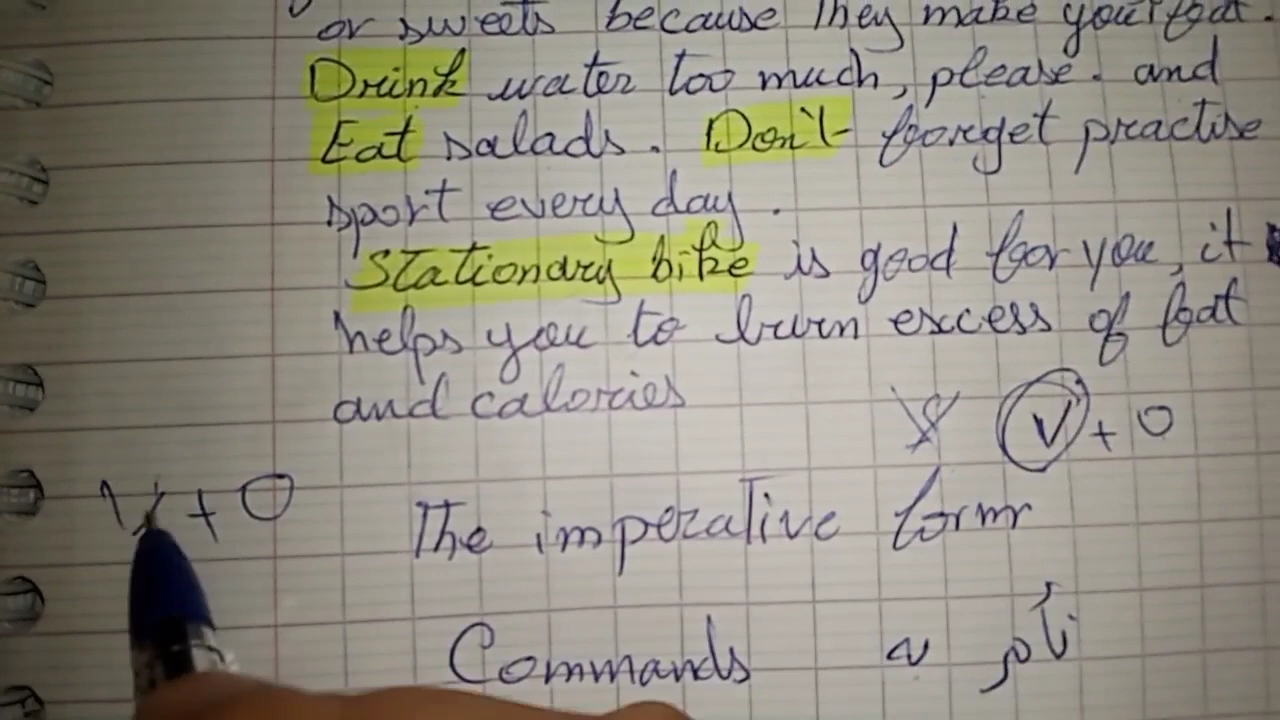 or sweets because They make your fat.
Drink water too much, please. and
Eat salads. Don't forget practise
sport every day.
Stationary bike is good for you, it
helps you to burn excess of fat
and calories
V + O
V + O
The imperative form
Commands